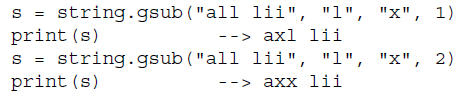 s = string.gsub("all lii", "l", "x", 1)
print(s)          --> axl lii
s = string.gsub("all lii", "l", "x", 2)
print(s)          --> axx lii